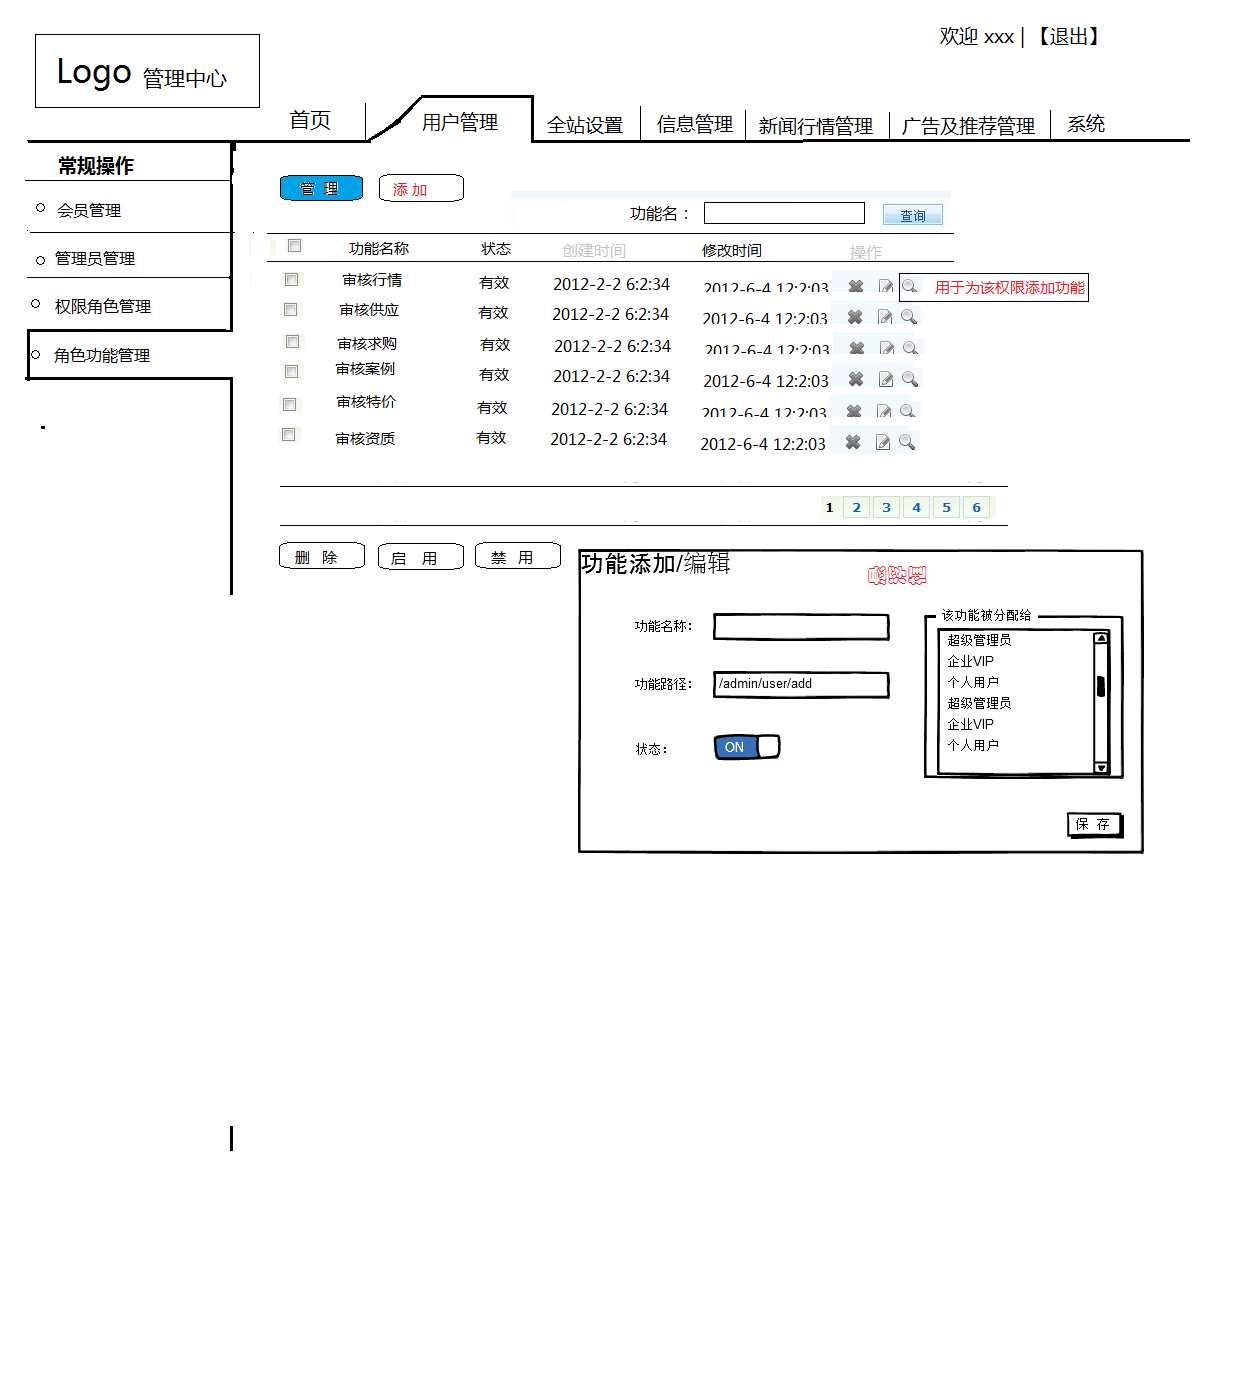 欢迎 xxx | 【退出】
Logo 管理中心
首页 用户管理 全站设置 信息管理 新闻行情管理 广告及推荐管理 系统
常规操作
会员管理
管理员管理
权限角色管理
角色功能管理
管 理 添 加
功能名： 查询
功能名称 状态 创建时间 修改时间 操作
审核行情 有效 2012-2-2 6:2:34 2012-6-4 12:2:03 用于为该权限添加功能
审核供应 有效 2012-2-2 6:2:34 2012-6-4 12:2:03
审核求购 有效 2012-2-2 6:2:34 2012-6-4 12:2:03
审核案例 有效 2012-2-2 6:2:34 2012-6-4 12:2:03
审核特价 有效 2012-2-2 6:2:34 2012-6-4 12:2:03
审核资质 有效 2012-2-2 6:2:34 2012-6-4 12:2:03
1 2 3 4 5 6
删 除 启 用 禁 用
功能添加/编辑
功能名称：
功能路径： /admin/user/add
状态： ON
该功能被分配给
超级管理员
企业VIP
个人用户
超级管理员
企业VIP
个人用户
保 存